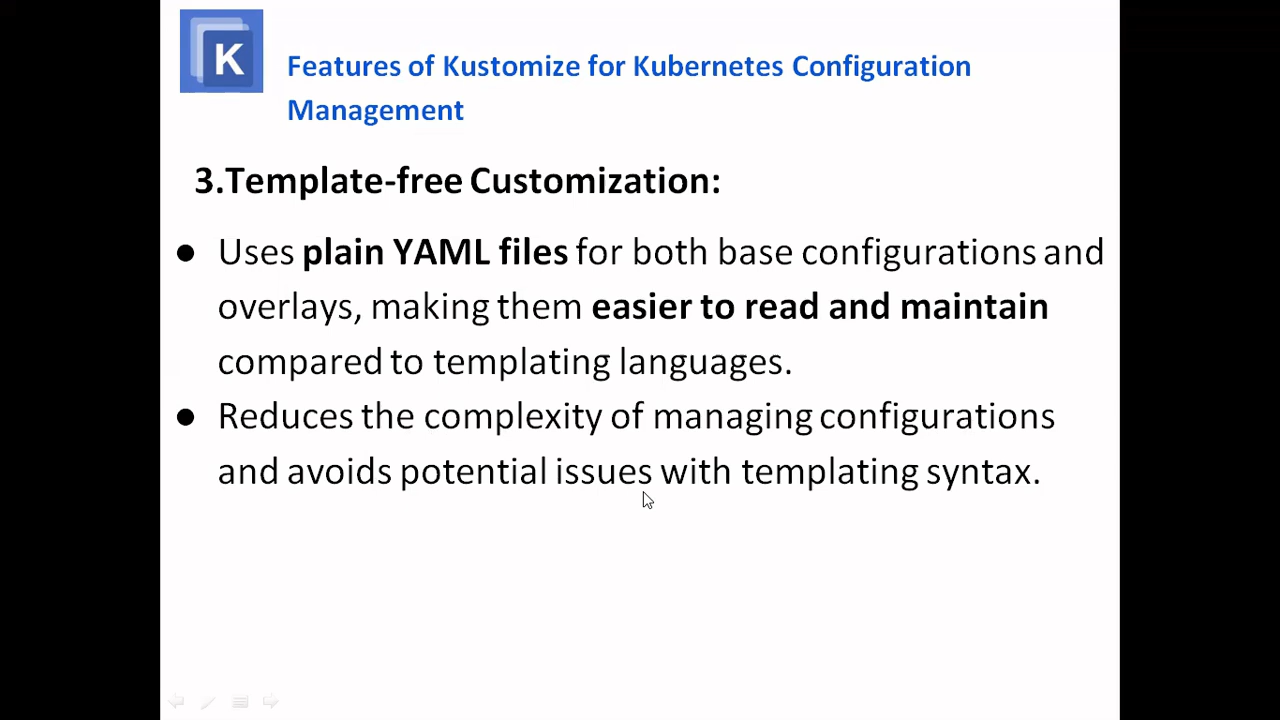 K
Features of Kustomize for Kubernetes Configuration
Management
3.Template-free Customization:
● Uses plain YAML files for both base configurations and
overlays, making them easier to read and maintain
compared to templating languages.
● Reduces the complexity of managing configurations
and avoids potential issues with templating syntax.